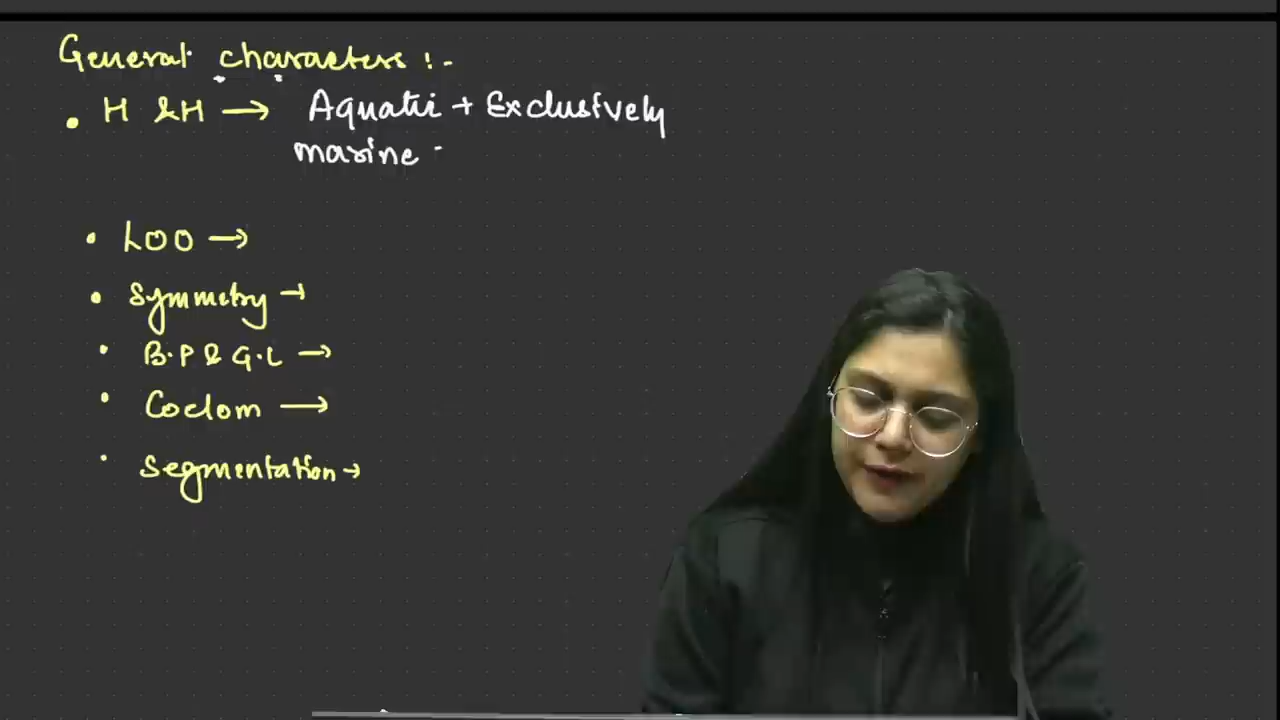 General characters :-
• H &H → Aquatic + Exclusively
marine -
• LOO →
• Symmetry →
• B.P & G.L →
• Coelom →
• Segmentation →